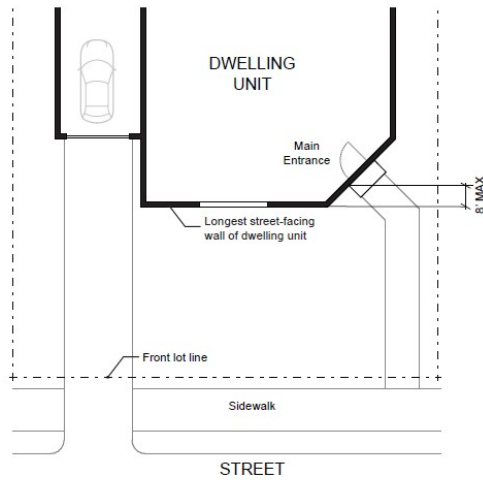 DWELLING
UNIT
Main
Entrance
8' MAX
Longest street-facing
wall of dwelling unit
Front lot line
Sidewalk
STREET